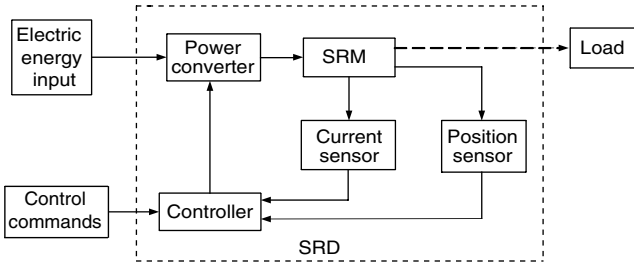 Electric
energy
input
Power
converter
SRM
Load
Current
sensor
Position
sensor
Control
commands
Controller
SRD